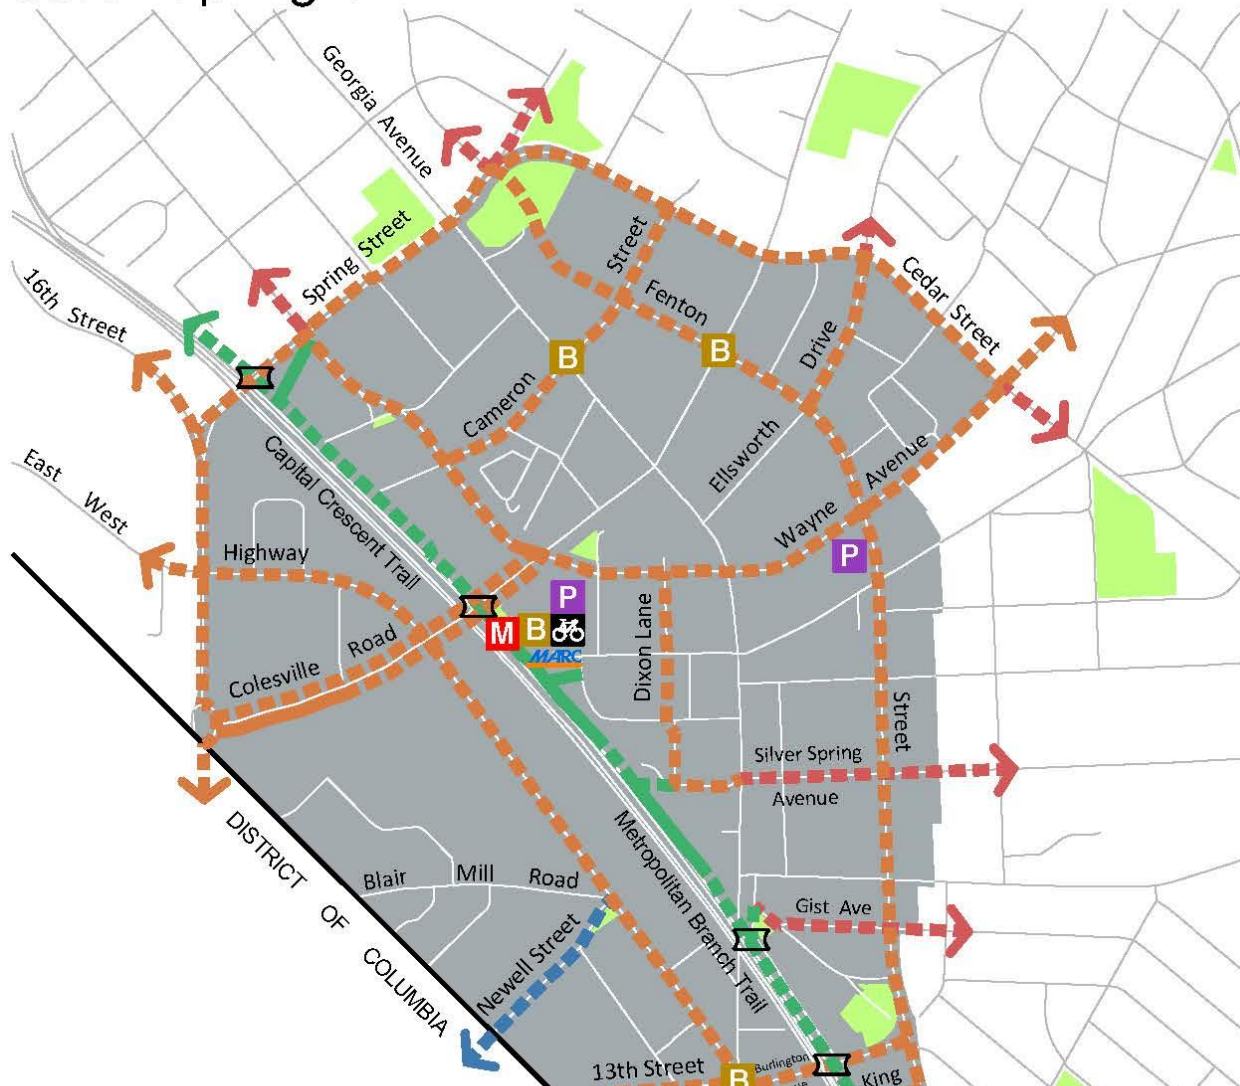 Georgia Avenue
Spring Street
16th Street
Street
Fenton
Cedar Street
Drive
B
B
Cameron
Ellsworth
Capital Crescent Trail
East West
Highway
Wayne Avenue
P
P
M
B
MARC
Dixon Lane
Colesville Road
Street
Silver Spring
Avenue
DISTRICT OF COLUMBIA
Metropolitan Branch Trail
Blair Mill Road
Gist Ave
Newell Street
13th Street
B
Burlington
King